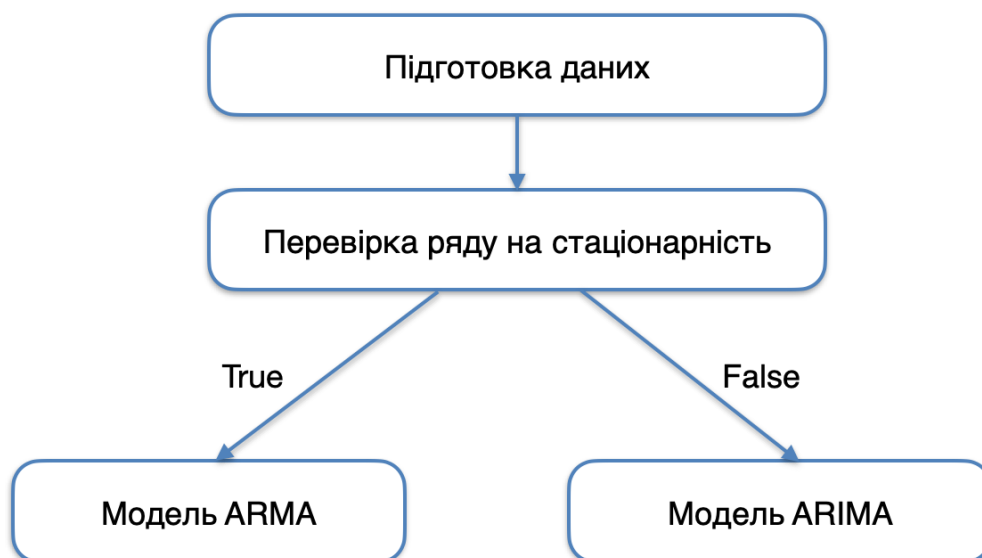 Підготовка даних
Перевірка ряду на стаціонарність
True
False
Модель ARMA
Модель ARIMA